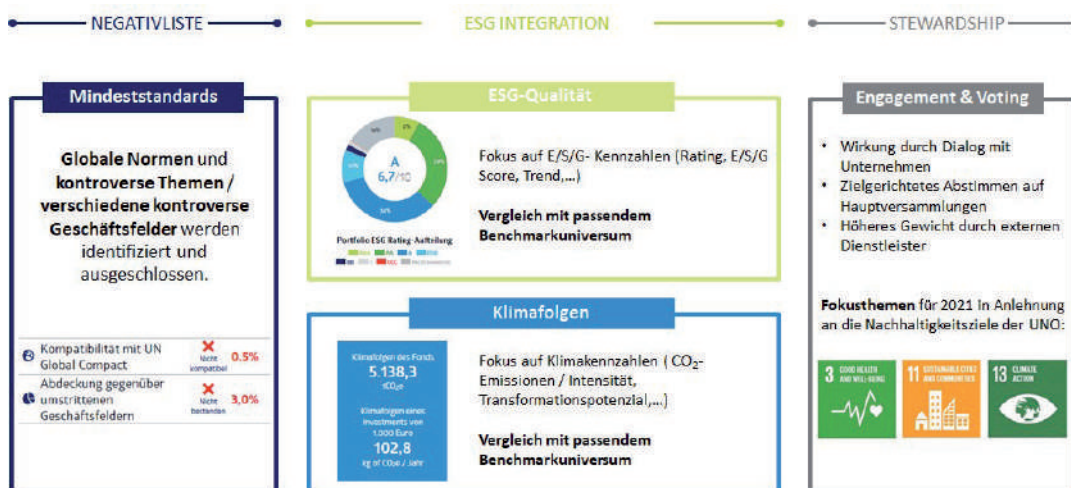 NEGATIVLISTE
ESG INTEGRATION
STEWARDSHIP
Mindeststandards
Globale Normen und
kontroverse Themen /
verschiedene kontroverse
Geschäftsfelder werden
identifiziert und
ausgeschlossen.
Kompatibilität mit UN
Global Compact
Nicht
kompatibel
0.5%
Abdeckung gegenüber
umstrittenen
Geschäftsfeldern
Nicht
bestanden
3,0%
ESG-Qualität
A
6,7/10
Portfolio ESG Rating-Aufteilung
Fokus auf E/S/G- Kennzahlen (Rating, E/S/G
Score, Trend,...)
Vergleich mit passendem
Benchmarkuniversum
Klimafolgen
Klimafolgen des Fonds
5.138,3
tCO₂e
Klimafolgen eines
Investments von
1.000 Euro
102,8
kg of CO₂e / Jahr
Fokus auf Klimakennzahlen ( CO₂-
Emissionen / Intensität,
Transformationspotenzial,...)
Vergleich mit passendem
Benchmarkuniversum
Engagement & Voting
• Wirkung durch Dialog mit
Unternehmen
• Zielgerichtetes Abstimmen auf
Hauptversammlungen
• Höheres Gewicht durch externen
Dienstleister
Fokusthemen für 2021 in Anlehnung
an die Nachhaltigkeitsziele der UNO:
3 GOOD HEALTH
AND WELL-BEING
11 SUSTAINABLE CITIES
AND COMMUNITIES
13 CLIMATE
ACTION